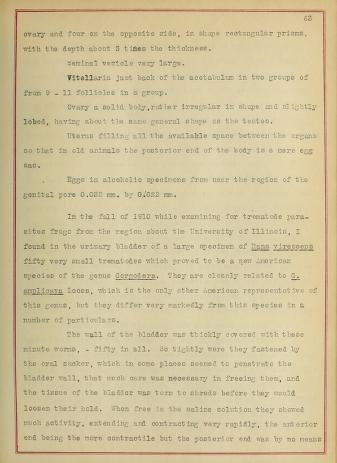 63
ovary and four on the opposite side, in shape rectangular prisms,
with the depth about 3 times the thickness.
Seminal vesicle very large.
Vitellaria just back of the acetabulum in two groups of
from 9 - 11 follicles in a group.
Ovary a solid body, rather irregular in shape and slightly
lobed, having about the same general shape as the testes.
Uterus filling all the available space between the organs
so that in old animals the posterior end of the body is a mere egg
sac.
Eggs in alcoholic specimens from near the region of the
genital pore 0.032 mm. by 0.022 mm.
In the fall of 1910 while examining for trematode para-
sites frogs from the region about the University of Illinois, I
found in the urinary bladder of a large specimen of Rana virescens
fifty very small trematodes which proved to be a new American
species of the genus Gorgodera. They are closely related to G.
amplicava Looss, which is the only other American representative of
this genus, but they differ very markedly from this species in a
number of particulars.
The wall of the bladder was thickly covered with these
minute worms, - fifty in all. So tightly were they fastened by
the oral sucker, which in some places seemed to penetrate the
bladder wall, that much care was necessary in freeing them, and
the tissue of the bladder was torn to shreds before they would
loosen their hold. When free in the saline solution they showed
much activity, extending and contracting very rapidly, the anterior
end being the more contractile but the posterior end was by no means